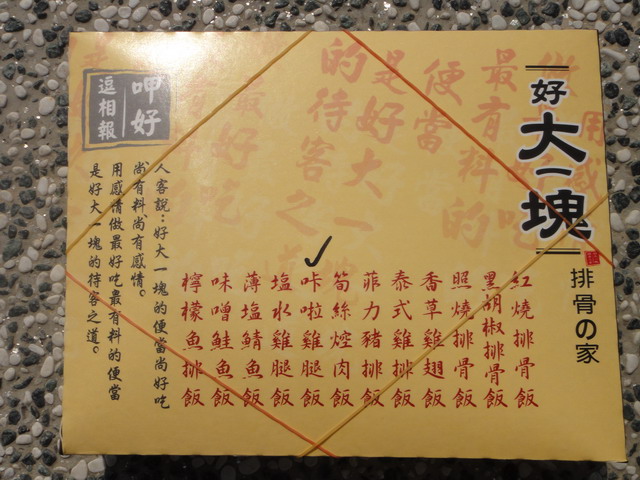 好大一塊
排骨の家
紅燒排骨飯
黑胡椒排骨飯
照燒排骨飯
香草雞翅飯
泰式雞排飯
菲力豬排飯
筍絲焢肉飯
咔啦雞腿飯
塩水雞腿飯
薄塩鯖魚飯
味噌鮭魚飯
檸檬魚排飯
呷好
逗相報
人客說：好大一塊的便當尚好吃
尚有料尚有感情。
用感情做最好吃最有料的便當
是好大一塊的待客之道。